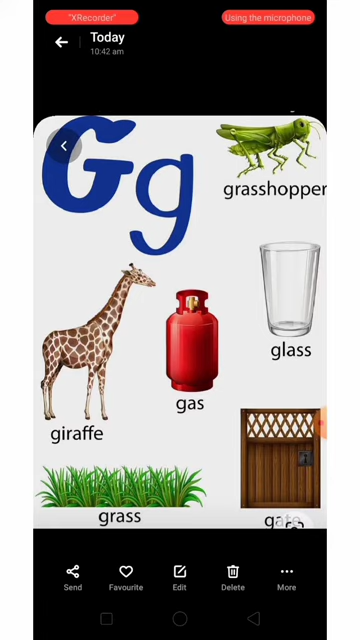 "XRecorder"
Using the microphone
Today
10:42 am
Gg
grasshopper
glass
gas
giraffe
grass
Send
Favourite
Edit
Delete
More